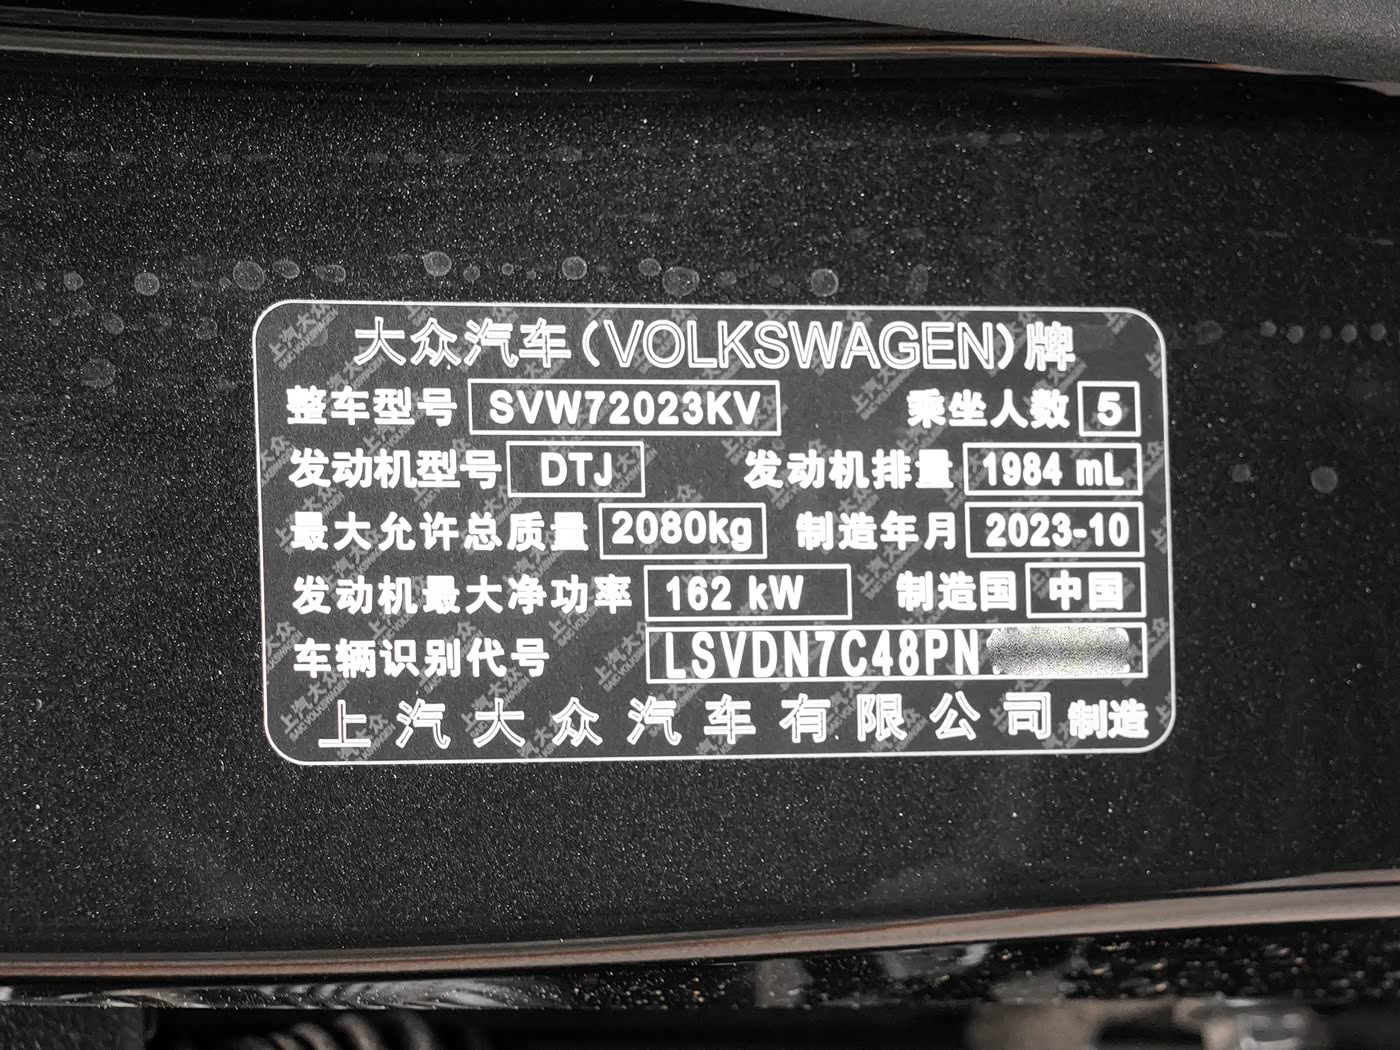 大众汽车(VOLKSWAGEN)牌
整车型号 SVW72023KV 乘坐人数 5
发动机型号 DTJ 发动机排量 1984 mL
最大允许总质量 2080kg 制造年月 2023-10
发动机最大净功率 162 kW 制造国 中国
车辆识别代号 LSVDN7C48PN
上汽大众汽车有限公司 制造